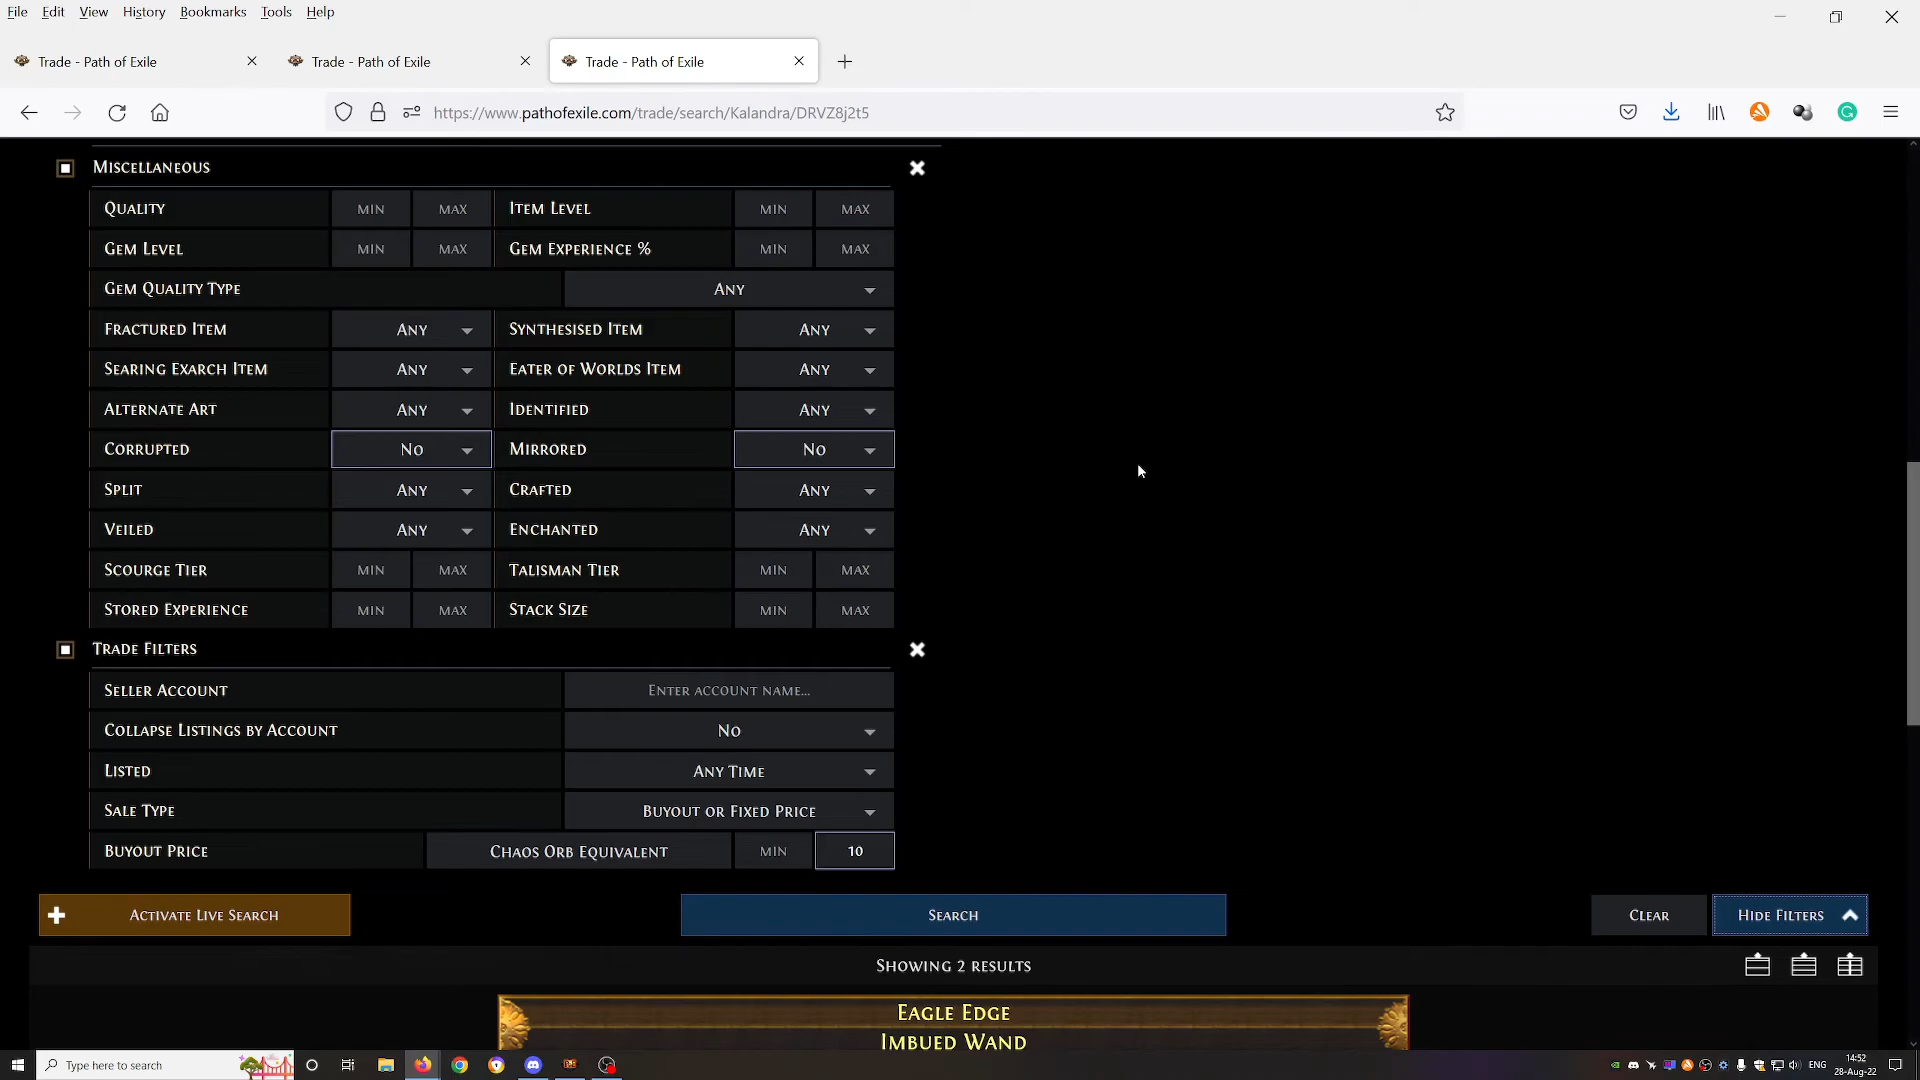 File Edit View History Bookmarks Tools Help
Trade - Path of Exile Trade - Path of Exile Trade - Path of Exile
https://www.pathofexile.com/trade/search/Kalandra/DRVZ8j2t5
Miscellaneous
Quality MIN MAX Item Level MIN MAX
Gem Level MIN MAX Gem Experience % MIN MAX
Gem Quality Type Any
Fractured Item Any Synthesised Item Any
Searing Exarch Item Any Eater of Worlds Item Any
Alternate Art Any Identified Any
Corrupted No Mirrored No
Split Any Crafted Any
Veiled Any Enchanted Any
Scourge Tier MIN MAX Talisman Tier MIN MAX
Stored Experience MIN MAX Stack Size MIN MAX
Trade Filters
Seller Account Enter account name...
Collapse Listings by Account No
Listed Any Time
Sale Type Buyout or Fixed Price
Buyout Price Chaos Orb Equivalent MIN 10
Activate Live Search Search Clear Hide Filters
Showing 2 results
Eagle Edge
Imbued Wand
Type here to search ENG 14:52
28-Aug-22